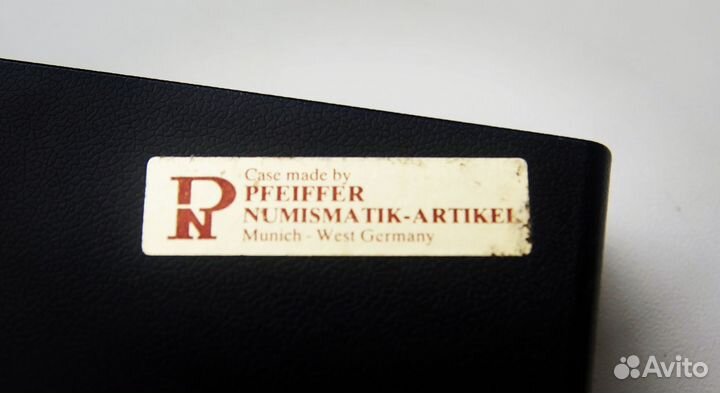 Case made by
PFEIFFER
NUMISMATIK-ARTIKEL
Munich - West Germany
PN
Avito